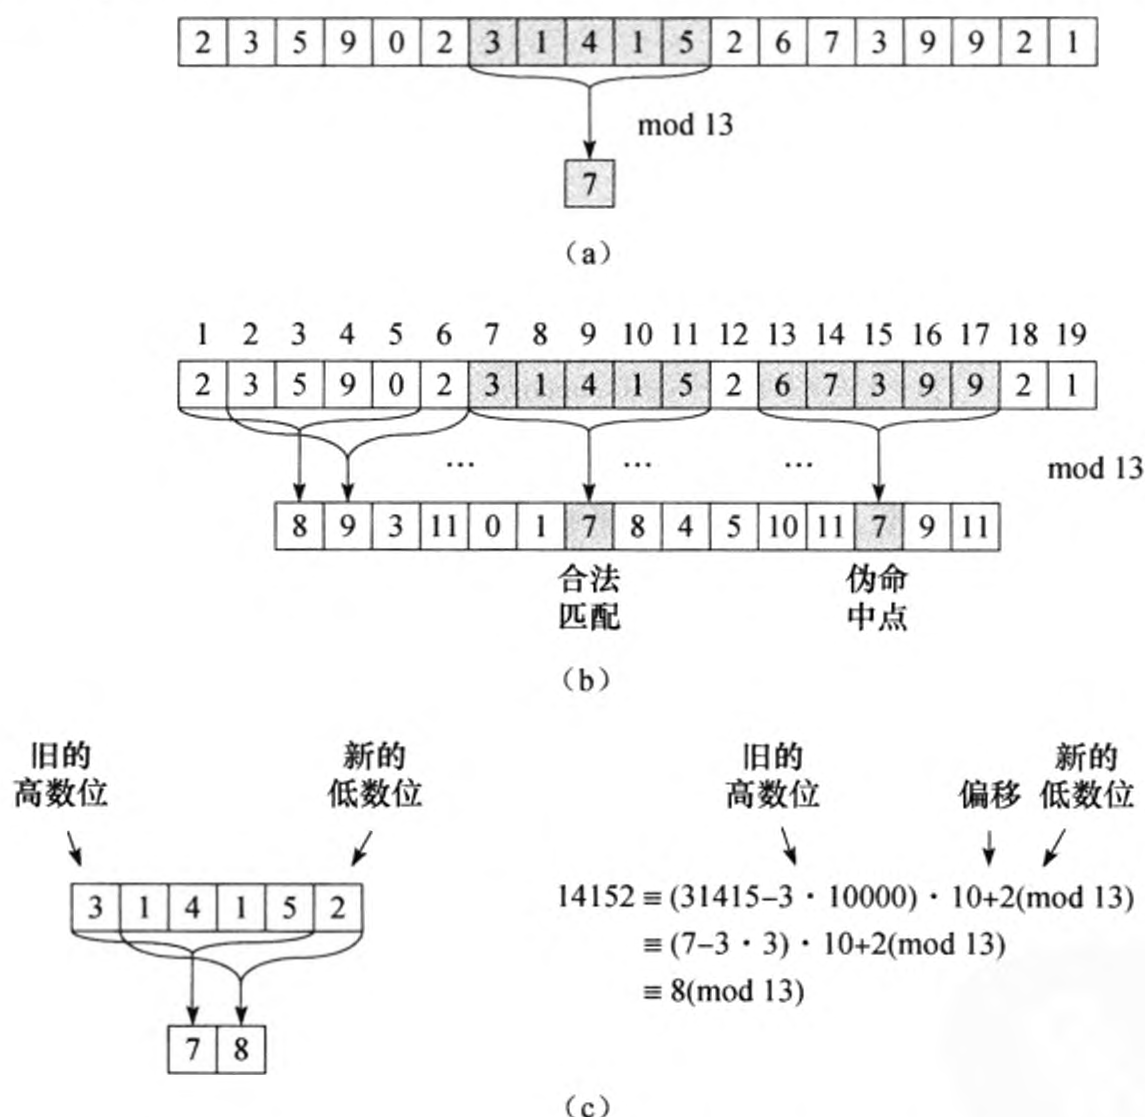 2 3 5 9 0 2 3 1 4 1 5 2 6 7 3 9 9 2 1
mod 13
7
(a)
1 2 3 4 5 6 7 8 9 10 11 12 13 14 15 16 17 18 19
2 3 5 9 0 2 3 1 4 1 5 2 6 7 3 9 9 2 1
… … …
mod 13
8 9 3 11 0 1 7 8 4 5 10 11 7 9 11
合法
匹配
伪命
中点
(b)
旧的
高数位
新的
低数位
3 1 4 1 5 2
7 8
旧的
高数位
偏移
新的
低数位
14152 ≡ (31415-3 · 10000) · 10+2(mod 13)
≡ (7-3 · 3) · 10+2(mod 13)
≡ 8(mod 13)
(c)